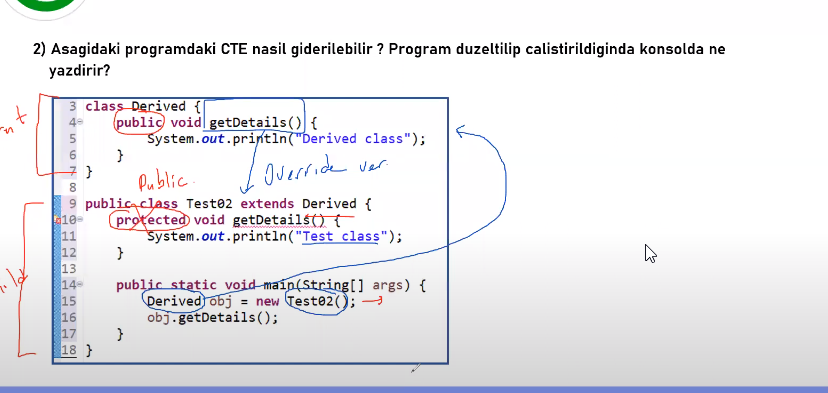 2) Asagidaki programdaki CTE nasil giderilebilir ? Program duzeltilip calistirildiginda konsolda ne
yazdirir?
3 class Derived {
4 public void getDetails() {
5 System.out.println("Derived class");
6 }
7 }
Override var.
8
Public
9 public class Test02 extends Derived {
10 protected void getDetails() {
11 System.out.println("Test class");
12 }
13
14 public static void main(String[] args) {
15 Derived obj = new Test02();
16 obj.getDetails();
17 }
18 }